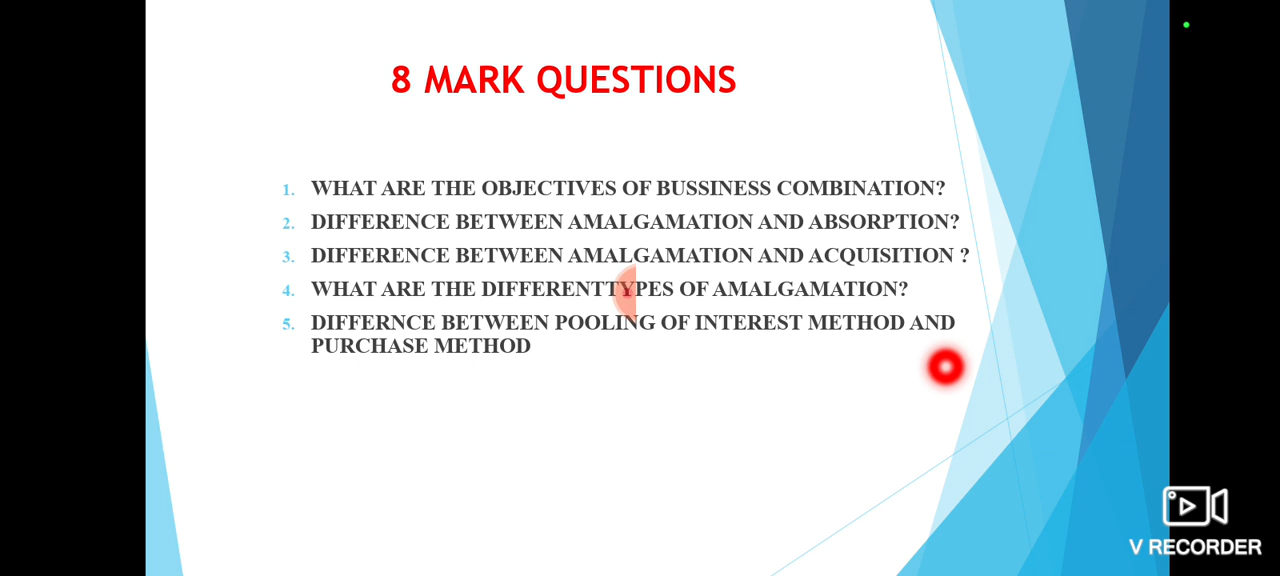 8 MARK QUESTIONS
1. WHAT ARE THE OBJECTIVES OF BUSSINESS COMBINATION?
2. DIFFERENCE BETWEEN AMALGAMATION AND ABSORPTION?
3. DIFFERENCE BETWEEN AMALGAMATION AND ACQUISITION ?
4. WHAT ARE THE DIFFERENTTYPES OF AMALGAMATION?
5. DIFFERNCE BETWEEN POOLING OF INTEREST METHOD AND
PURCHASE METHOD
V RECORDER